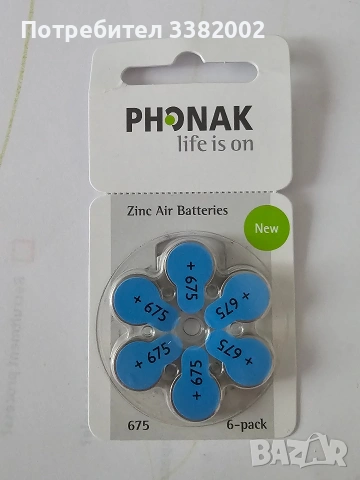 Потребител 3382002
PHONAK
life is on
Zinc Air Batteries
New
+ 675
+ 675
+ 675
+ 675
+ 675
+ 675
675 6-pack
BAZAR